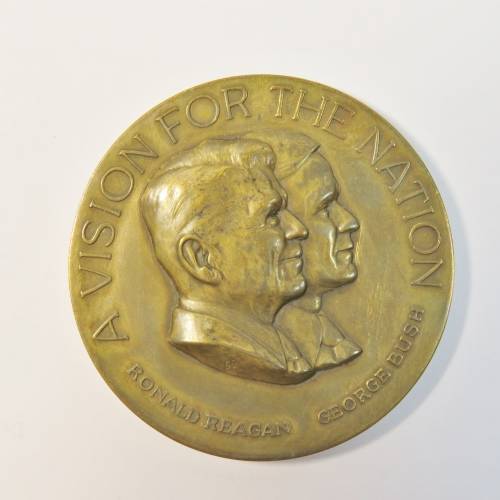 A VISION FOR THE NATION
RONALD REAGAN
GEORGE BUSH